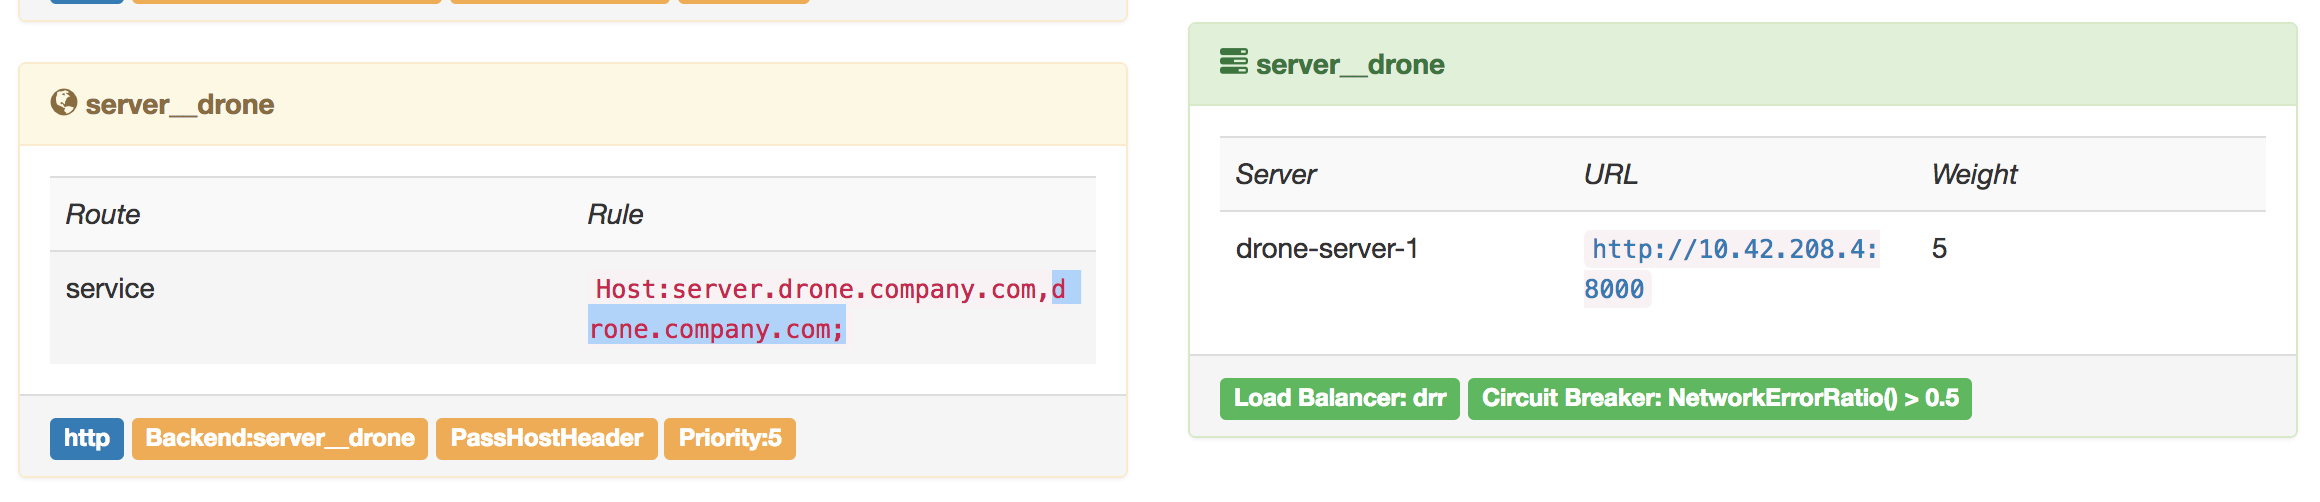 server__drone
Route Rule
service Host:server.drone.company.com,d
rone.company.com;
http Backend:server__drone PassHostHeader Priority:5
server__drone
Server URL Weight
drone-server-1 http://10.42.208.4: 5
8000
Load Balancer: drr Circuit Breaker: NetworkErrorRatio() > 0.5